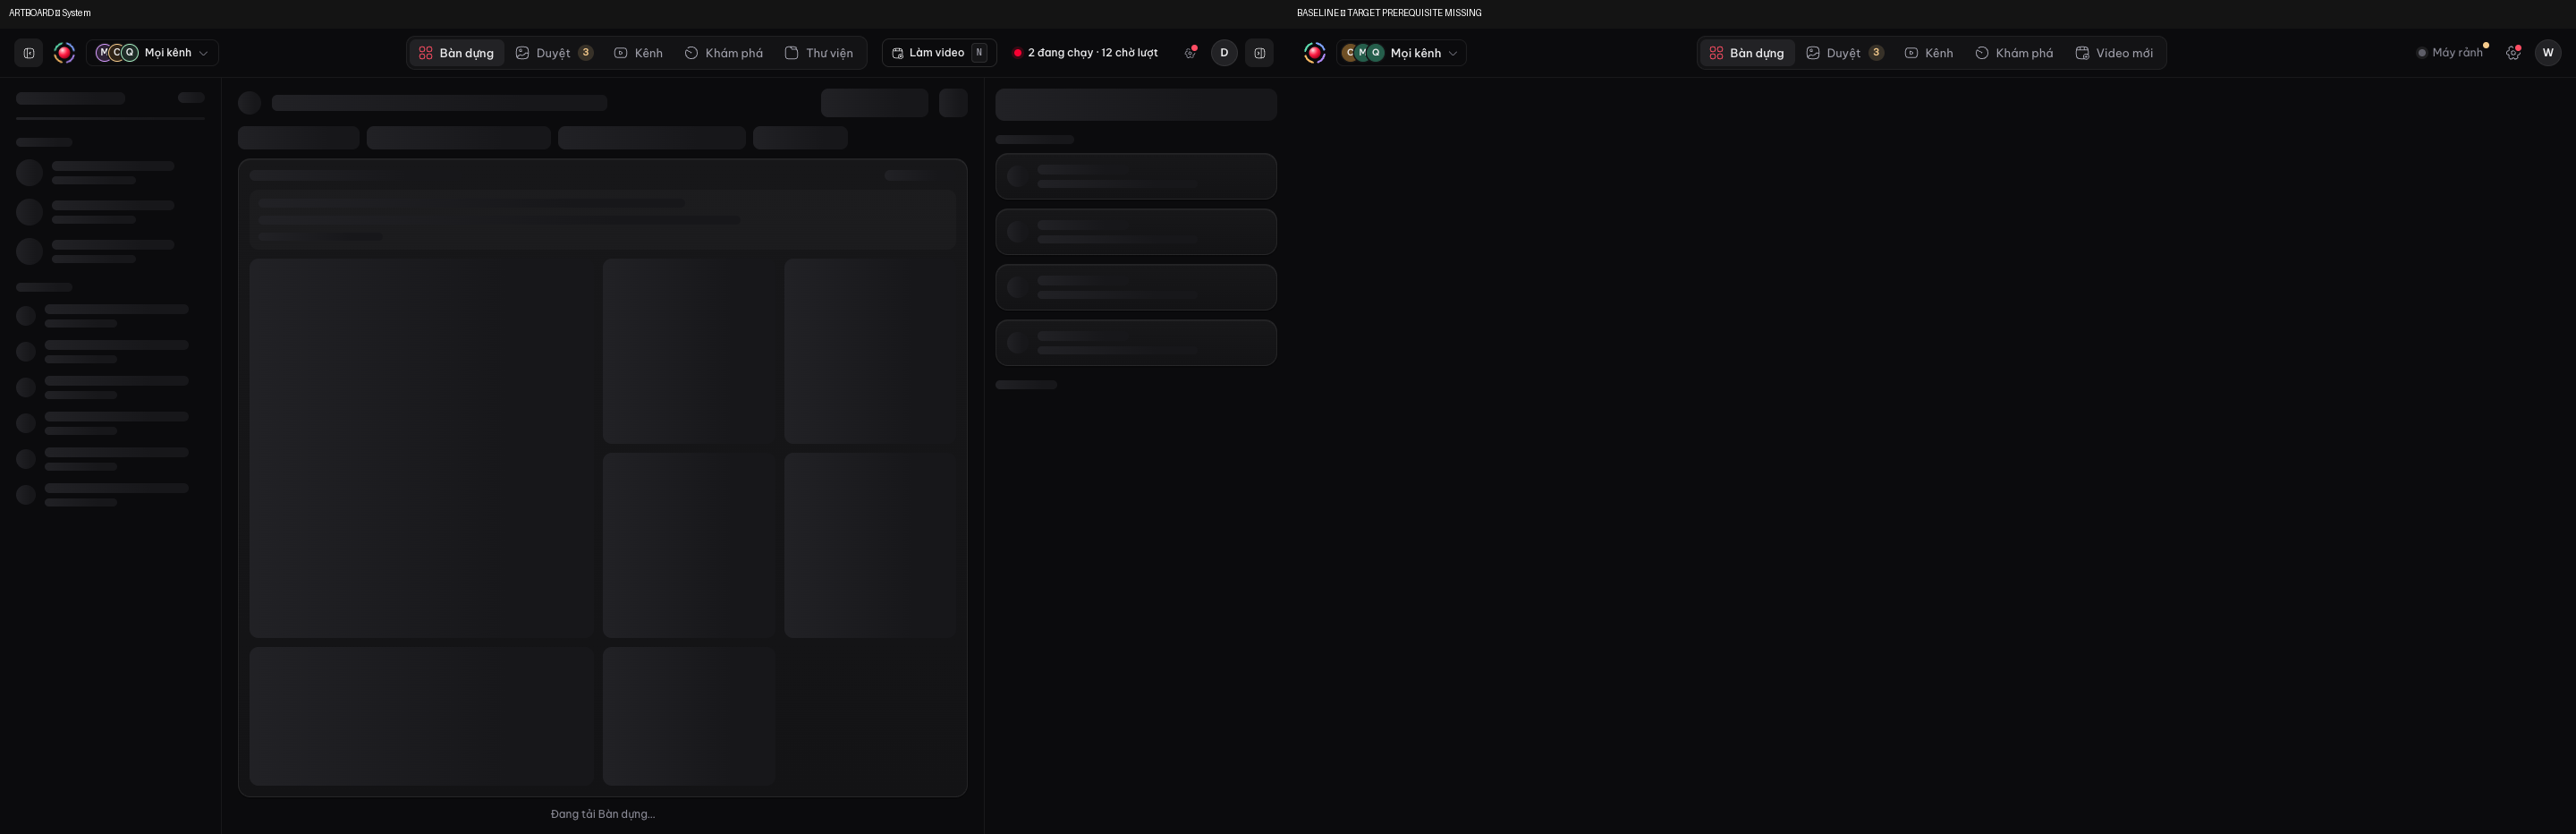 ARTBOARD System
M C Q Mọi kênh
Bàn dựng
Duyệt 3
Kênh
Khám phá
Thư viện
Làm video N
2 đang chạy · 12 chờ lượt
D
Đang tải Bàn dựng...
BASELINE TARGET PREREQUISITE MISSING
C M Q Mọi kênh
Bàn dựng
Duyệt 3
Kênh
Khám phá
Video mới
Máy rảnh
W